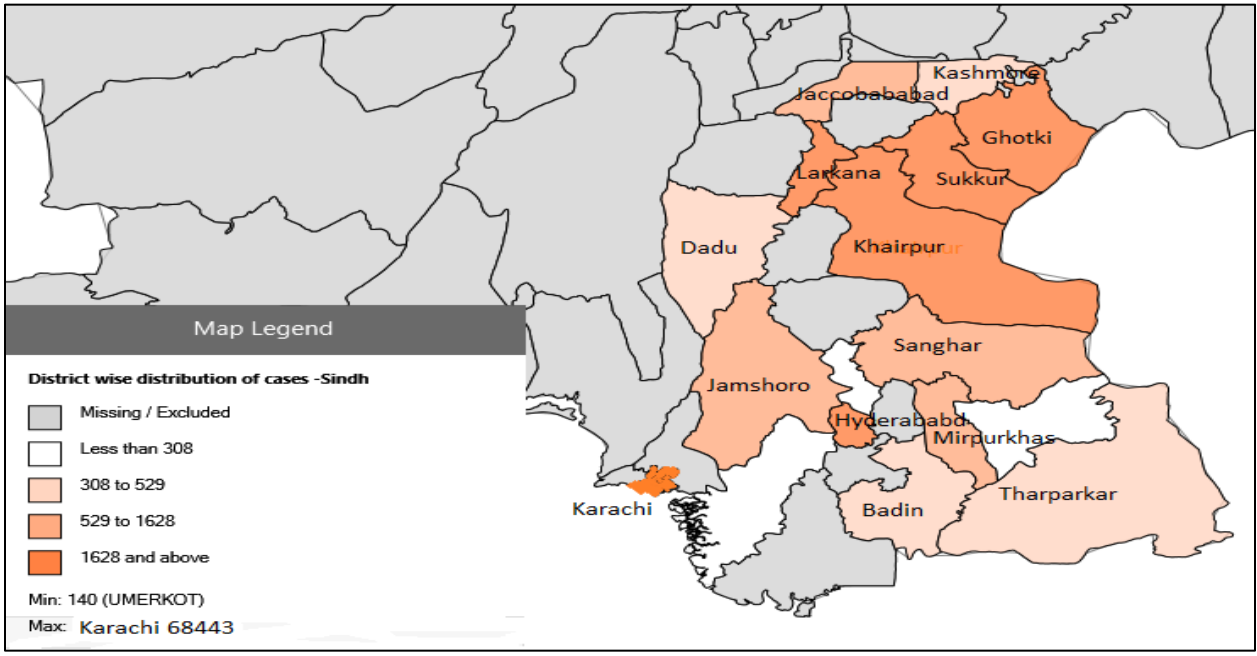 Kashmore
Jaccobababad
Ghotki
Larkana
Sukkur
Dadu
Khairpur
Sanghar
Jamshoro
Hyderababd
Mirpurkhas
Tharparkar
Badin
Karachi
Map Legend
District wise distribution of cases -Sindh
Missing / Excluded
Less than 308
308 to 529
529 to 1628
1628 and above
Min: 140 (UMERKOT)
Max: Karachi 68443